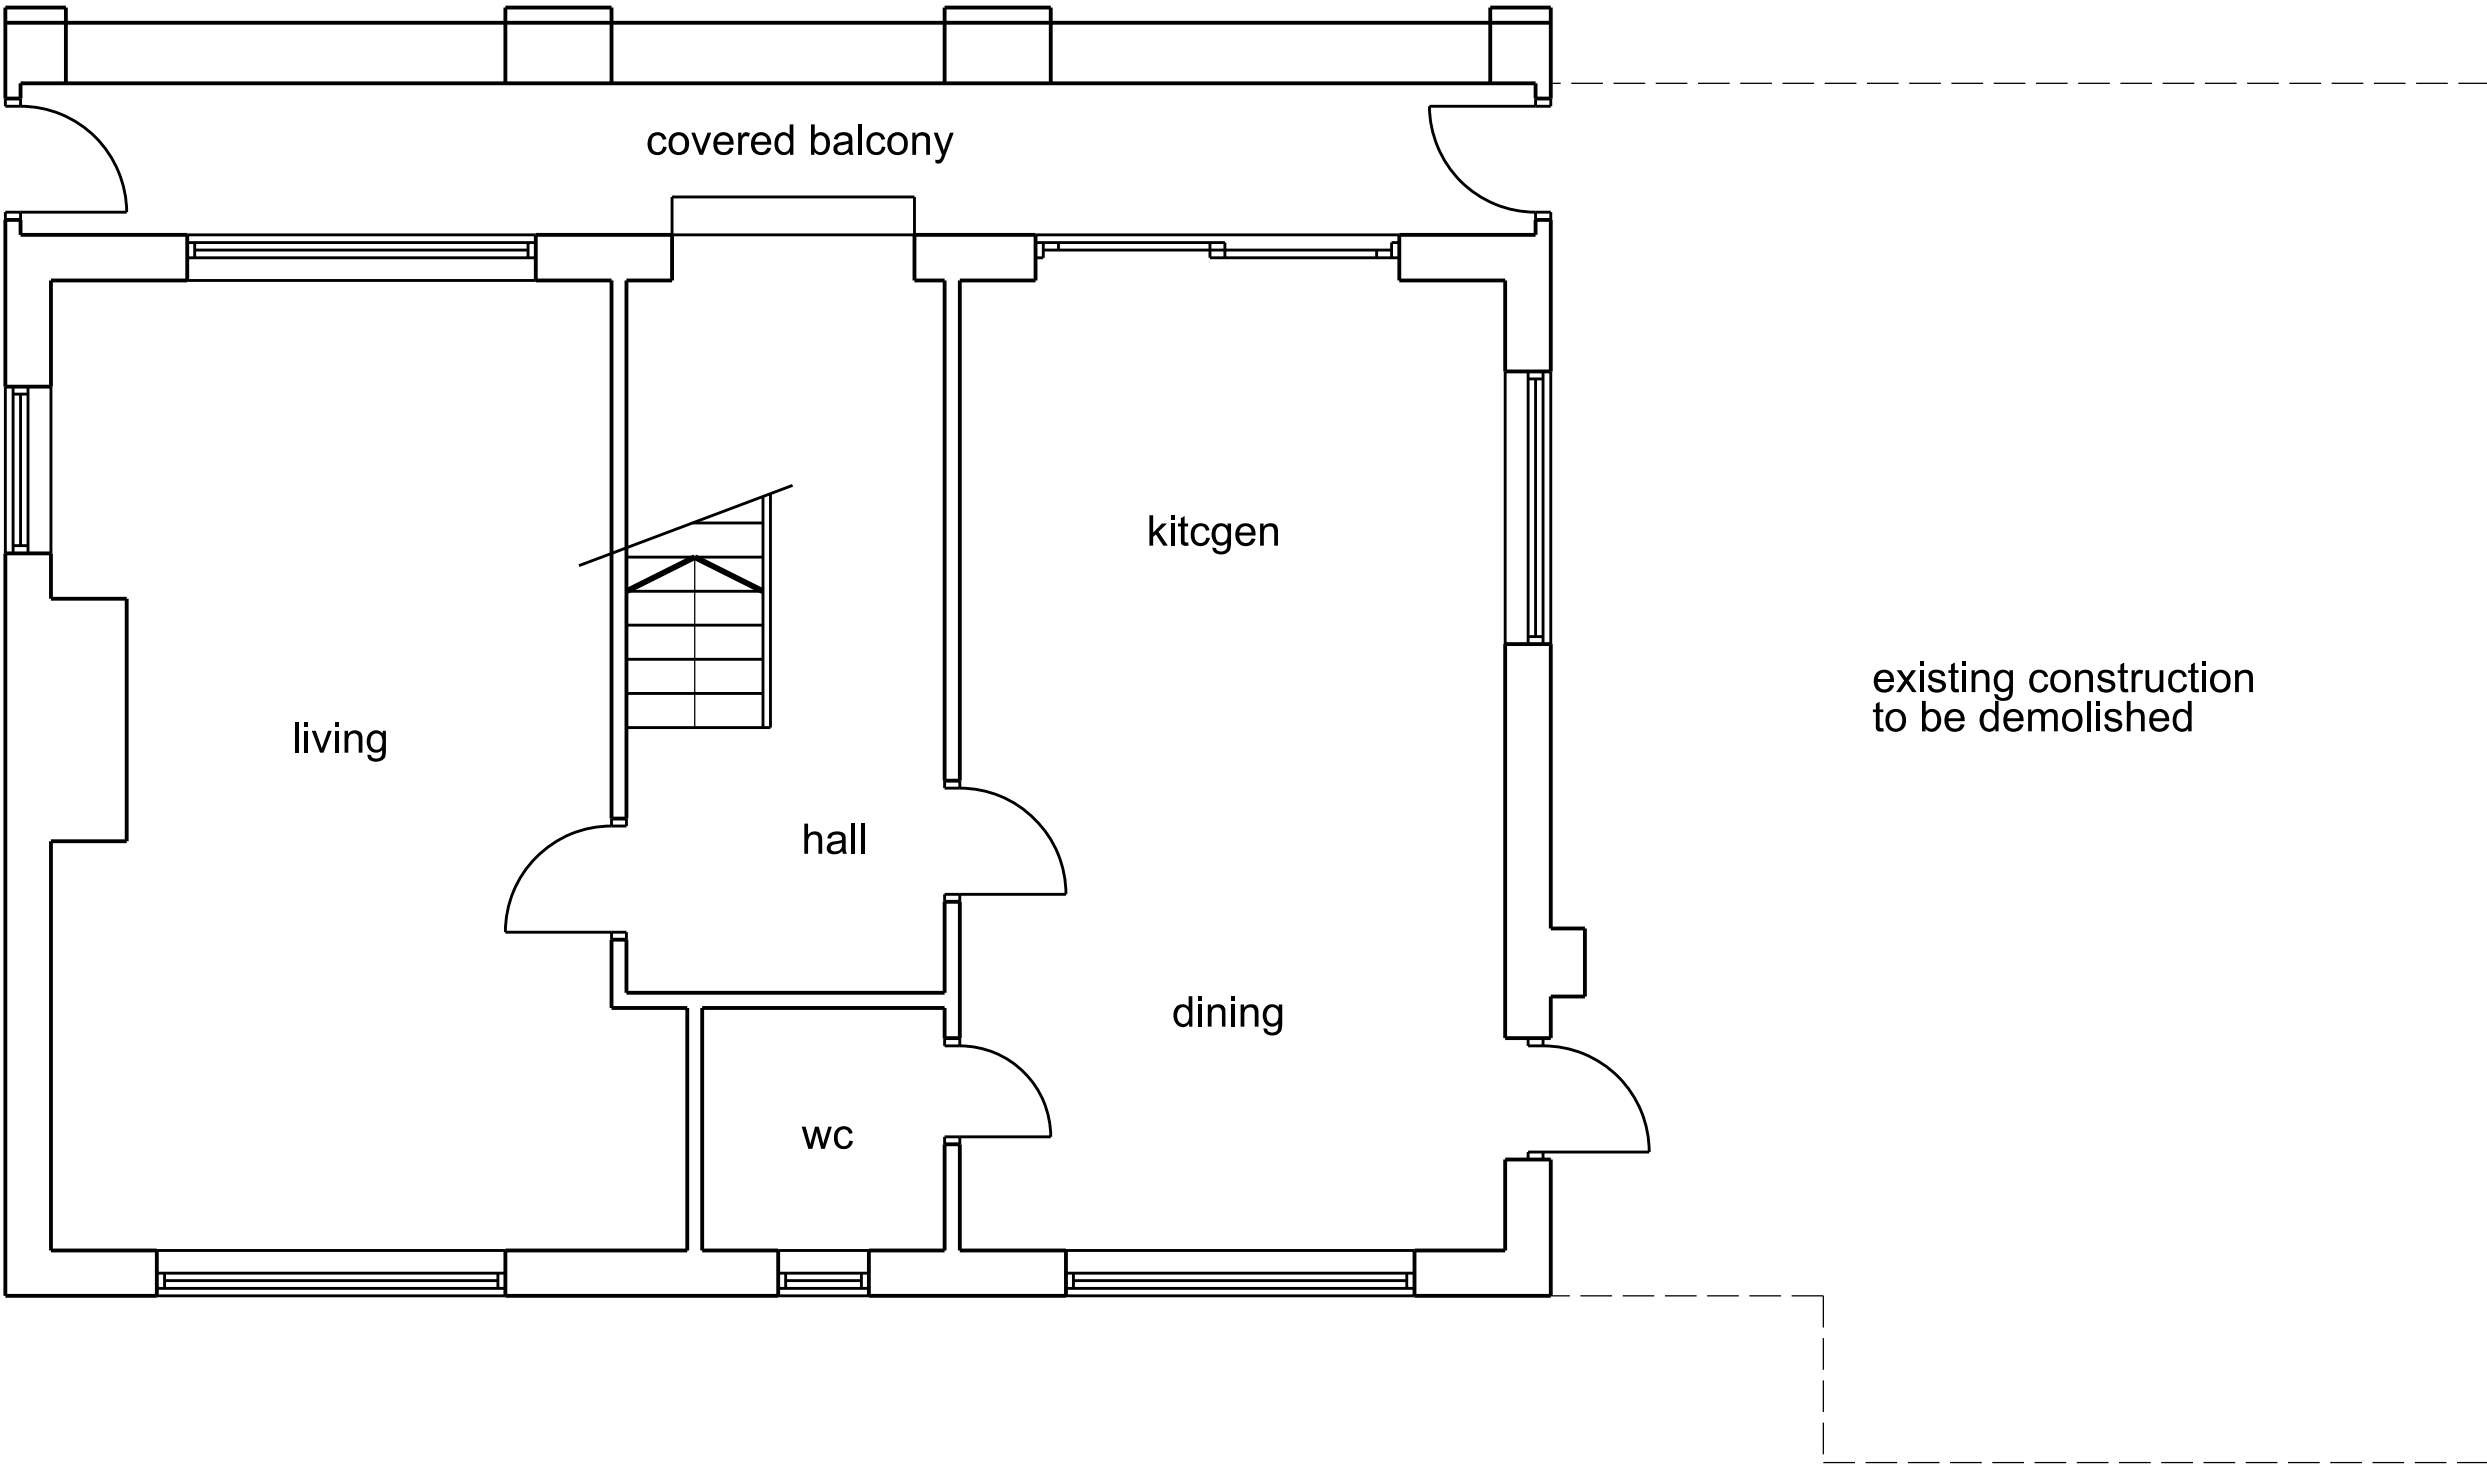 covered balcony
kitcgen
existing construction
to be demolished
living
hall
dining
wc